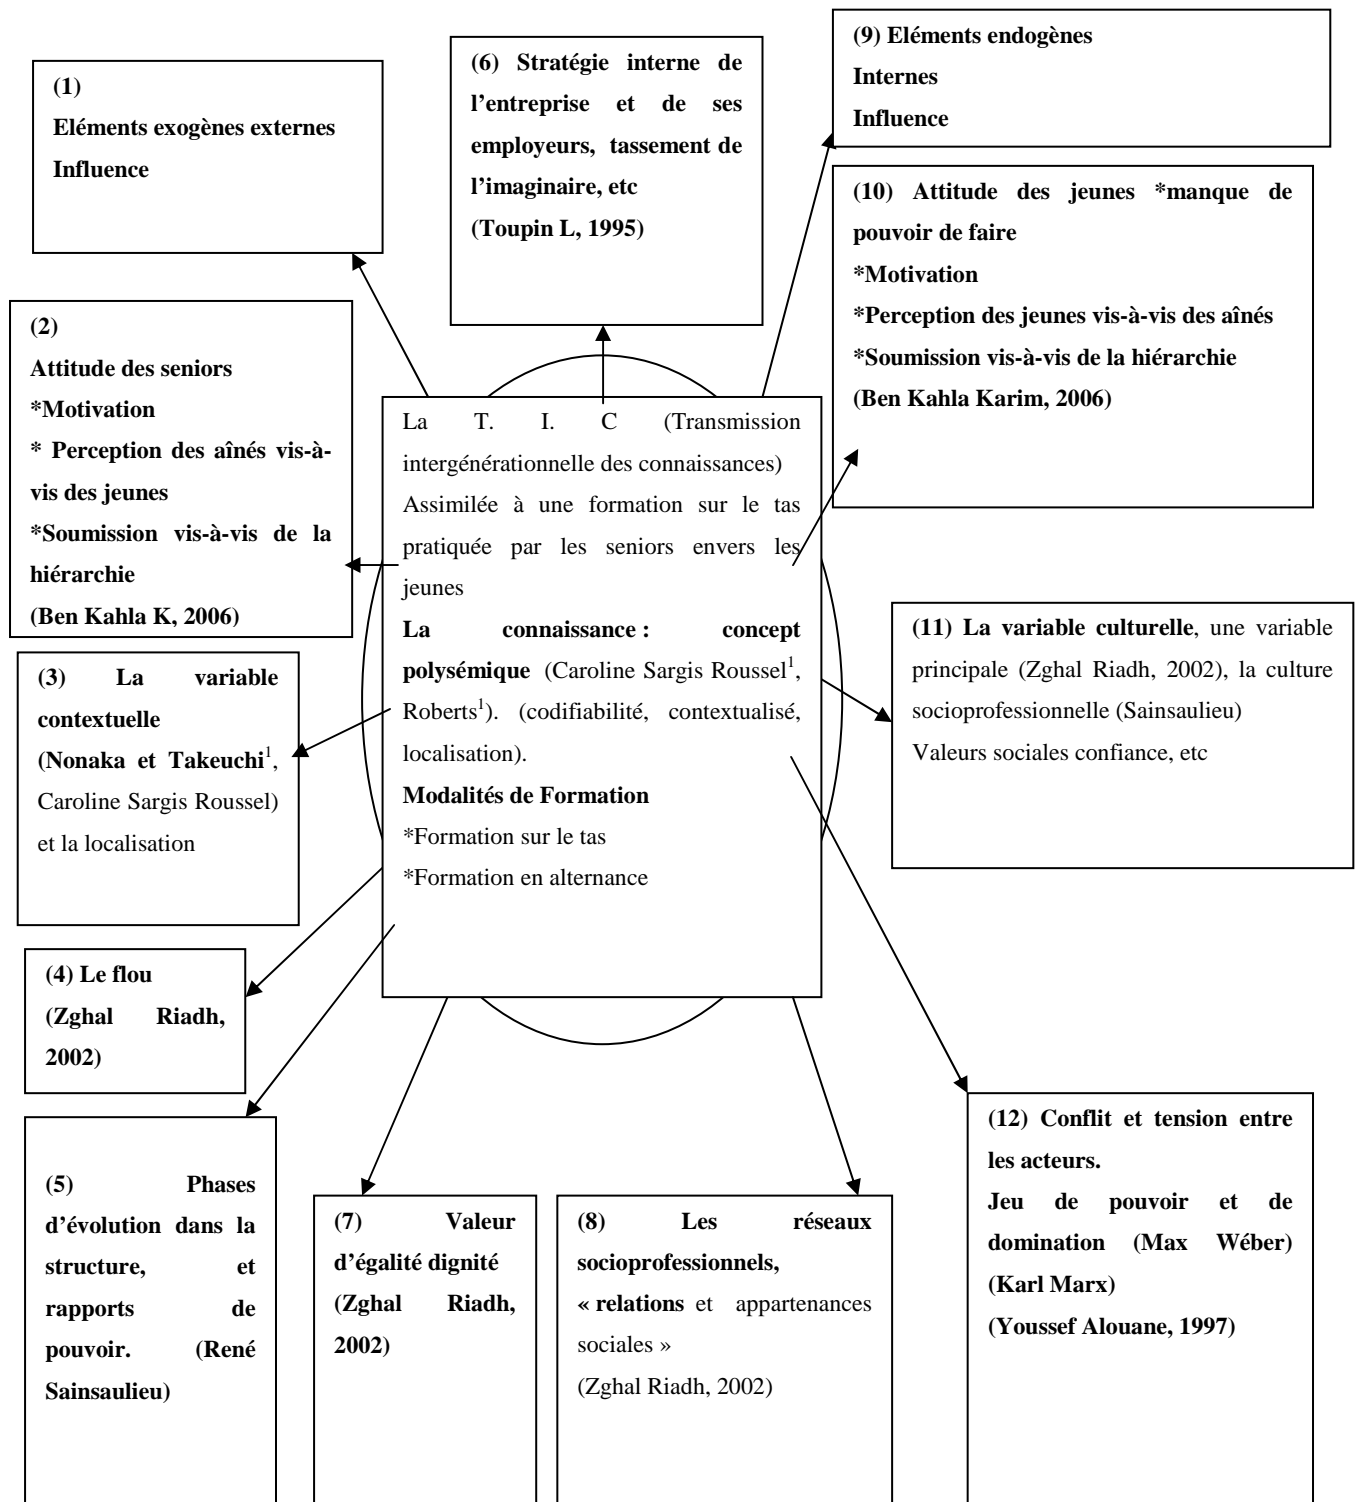 (1)
Eléments exogènes externes
Influence
(6) Stratégie interne de
l’entreprise et de ses
employeurs, tassement de
l’imaginaire, etc
(Toupin L, 1995)
(9) Eléments endogènes
Internes
Influence
(2)
Attitude des seniors
*Motivation
* Perception des aînés vis-à-
vis des jeunes
*Soumission vis-à-vis de la
hiérarchie
(Ben Kahla K, 2006)
(10) Attitude des jeunes *manque de
pouvoir de faire
*Motivation
*Perception des jeunes vis-à-vis des aînés
*Soumission vis-à-vis de la hiérarchie
(Ben Kahla Karim, 2006)
La T. I. C (Transmission
intergénérationnelle des connaissances)
Assimilée à une formation sur le tas
pratiquée par les seniors envers les
jeunes
La connaissance : concept
polysémique (Caroline Sargis Roussel1,
Roberts1). (codifiabilité, contextualisé,
localisation).
Modalités de Formation
*Formation sur le tas
*Formation en alternance
(3) La variable
contextuelle
(Nonaka et Takeuchi1,
Caroline Sargis Roussel)
et la localisation
(11) La variable culturelle, une variable
principale (Zghal Riadh, 2002), la culture
socioprofessionnelle (Sainsaulieu)
Valeurs sociales confiance, etc
(4) Le flou
(Zghal Riadh,
2002)
(5) Phases
d’évolution dans la
structure, et
rapports de
pouvoir. (René
Sainsaulieu)
(7) Valeur
d’égalité dignité
(Zghal Riadh,
2002)
(8) Les réseaux
socioprofessionnels,
« relations et appartenances
sociales »
(Zghal Riadh, 2002)
(12) Conflit et tension entre
les acteurs.
Jeu de pouvoir et de
domination (Max Wéber)
(Karl Marx)
(Youssef Alouane, 1997)